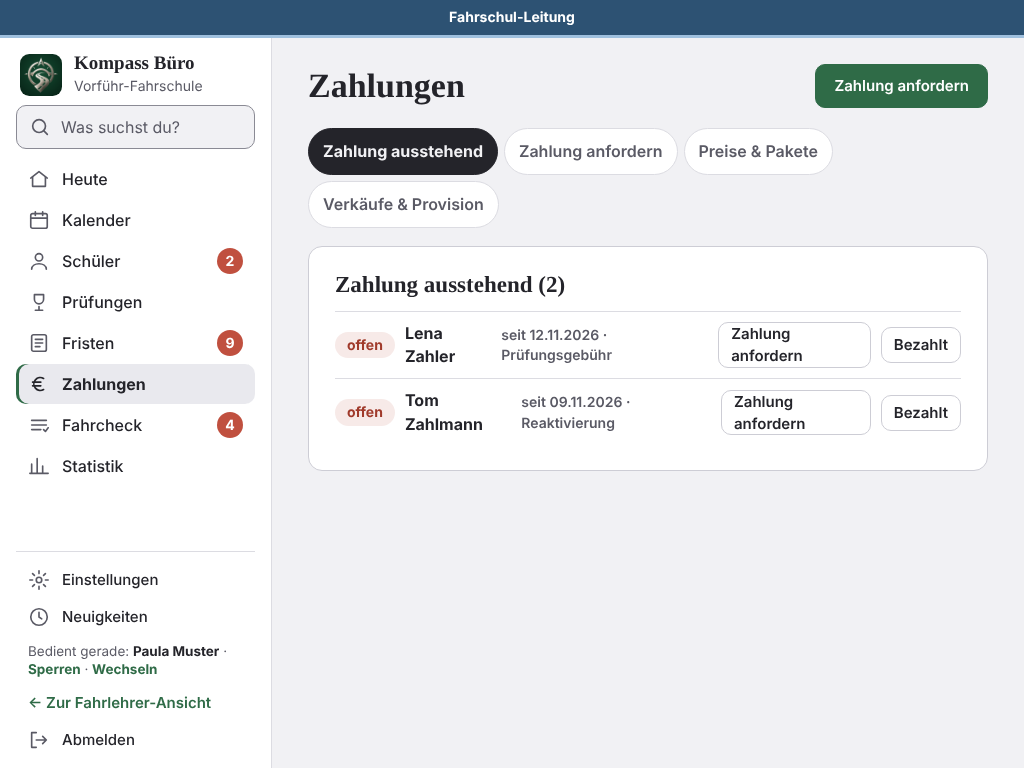 Fahrschul-Leitung
Kompass Büro
Vorführ-Fahrschule
Was suchst du?
Heute
Kalender
Schüler 2
Prüfungen
Fristen 9
Zahlungen
Fahrcheck 4
Statistik
Einstellungen
Neuigkeiten
Bedient gerade: Paula Muster ·
Sperren · Wechseln
← Zur Fahrlehrer-Ansicht
Abmelden
Zahlungen
Zahlung anfordern
Zahlung ausstehend
Zahlung anfordern
Preise & Pakete
Verkäufe & Provision
Zahlung ausstehend (2)
offen
Lena
Zahler
seit 12.11.2026 ·
Prüfungsgebühr
Zahlung
anfordern
Bezahlt
offen
Tom
Zahlmann
seit 09.11.2026 ·
Reaktivierung
Zahlung
anfordern
Bezahlt